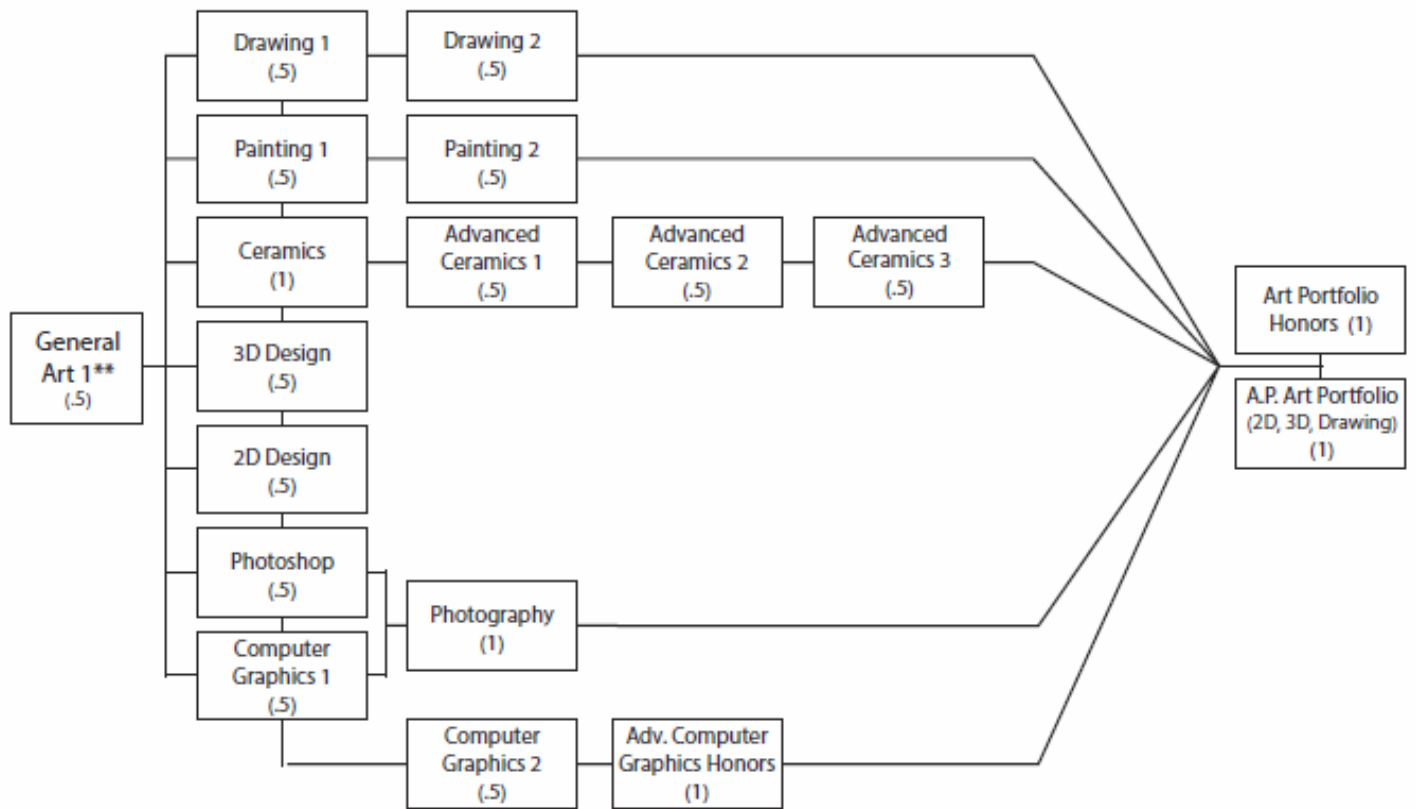 General
Art 1**
(.5)
Drawing 1
(.5)
Drawing 2
(.5)
Painting 1
(.5)
Painting 2
(.5)
Ceramics
(1)
Advanced
Ceramics 1
(.5)
Advanced
Ceramics 2
(.5)
Advanced
Ceramics 3
(.5)
3D Design
(.5)
2D Design
(.5)
Photoshop
(.5)
Computer
Graphics 1
(.5)
Photography
(1)
Computer
Graphics 2
(.5)
Adv. Computer
Graphics Honors
(1)
Art Portfolio
Honors (1)
A.P. Art Portfolio
(2D, 3D, Drawing)
(1)